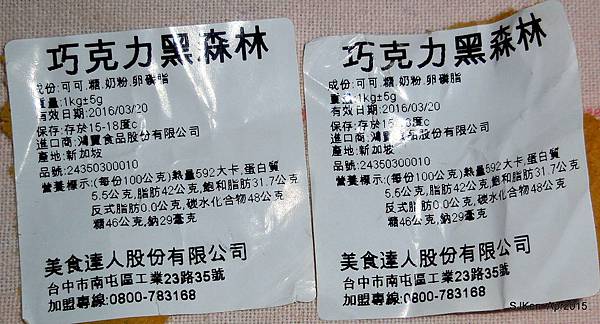 巧克力黑森林
成份:可可.糖.奶粉.卵磷脂
重量:1kg±5g
有效日期:2016/03/20
保存:存於15-18度c
進口商:鴻寶食品股份有限公司
產地:新加坡
品號:24350300010
營養標示:(每份100公克)熱量592大卡,蛋白質
5.5公克,脂肪42公克,飽和脂肪31.7公克
反式脂肪0.0公克,碳水化合物48公克
糖46公克,鈉29毫克
美食達人股份有限公司
台中市南屯區工業23路35號
加盟專線:0800-783168
巧克力黑森林
成份:可可.糖.奶粉.卵磷脂
重量:1kg±5g
有效日期:2016/03/20
保存:存於15-18度c
進口商:鴻寶食品股份有限公司
產地:新加坡
品號:24350300010
營養標示:(每份100公克)熱量592大卡,蛋白質
5.5公克,脂肪42公克,飽和脂肪31.7公克
反式脂肪0.0公克,碳水化合物48公克
糖46公克,鈉29毫克
美食達人股份有限公司
台中市南屯區工業23路35號
加盟專線:0800-783168